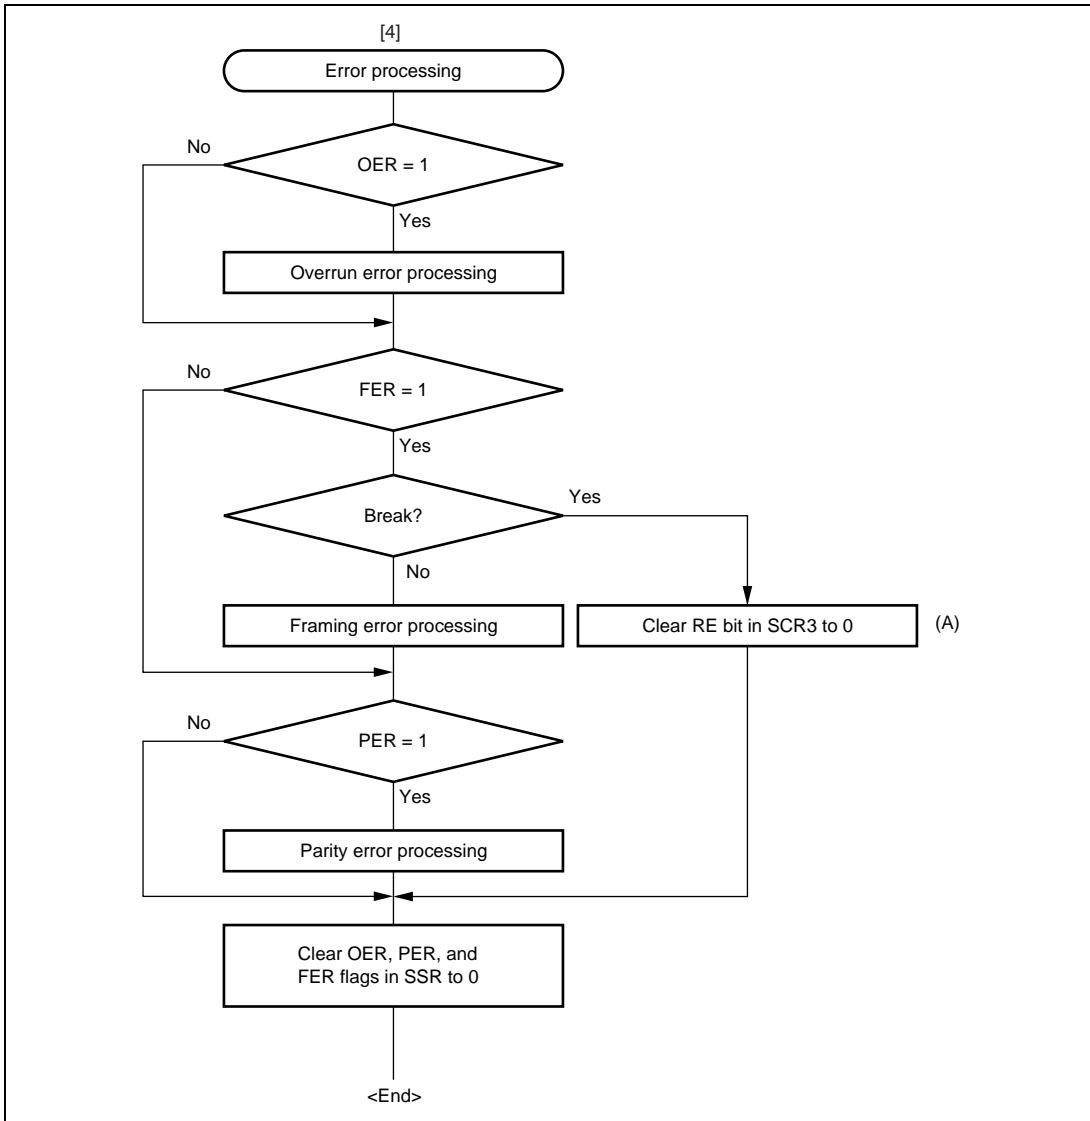 [4]
Error processing
No
OER = 1
Yes
Overrun error processing
No
FER = 1
Yes
Yes
Break?
No
Framing error processing
Clear RE bit in SCR3 to 0
(A)
No
PER = 1
Yes
Parity error processing
Clear OER, PER, and
FER flags in SSR to 0
<End>